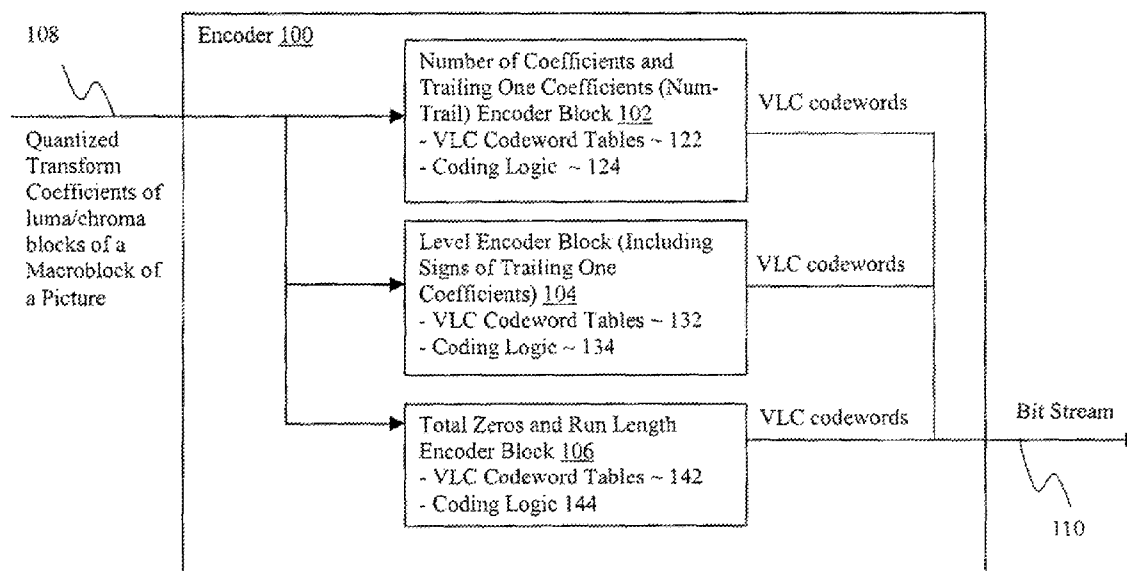 108
Encoder 100
Number of Coefficients and
Trailing One Coefficients (Num-
Trail) Encoder Block 102
- VLC Codeword Tables ~ 122
- Coding Logic ~ 124
VLC codewords
Quantized
Transform
Coefficients of
luma/chroma
blocks of a
Macroblock of
a Picture
Level Encoder Block (Including
Signs of Trailing One
Coefficients) 104
- VLC Codeword Tables ~ 132
- Coding Logic ~ 134
VLC codewords
Total Zeros and Run Length
Encoder Block 106
- VLC Codeword Tables ~ 142
- Coding Logic 144
VLC codewords
Bit Stream
110